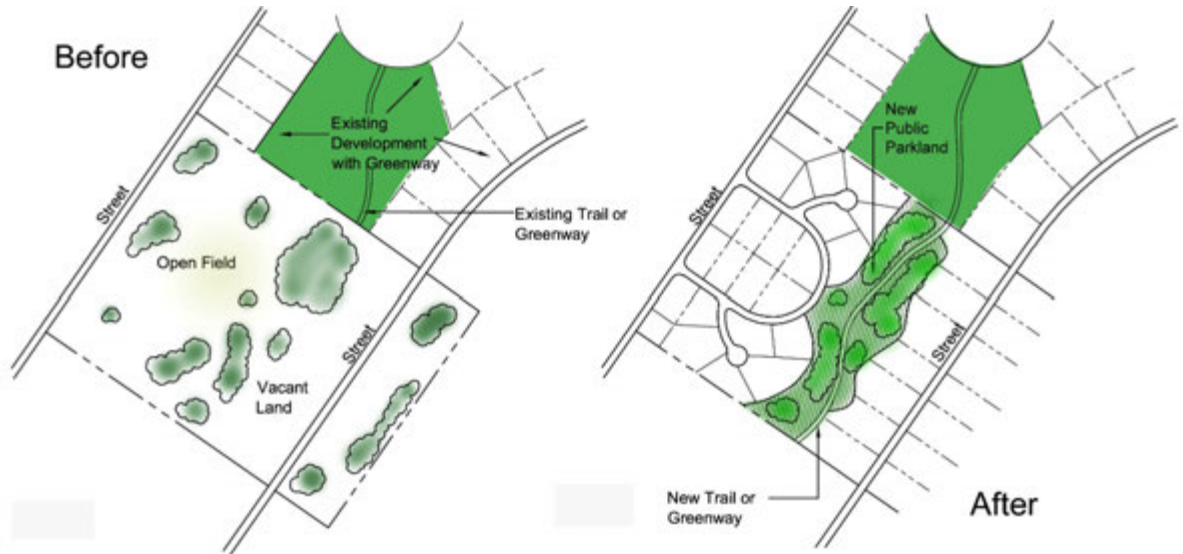 Before
Existing
Development
with Greenway
Street
Existing Trail or
Greenway
Open Field
Street
Vacant
Land
New
Public
Parkland
Street
Street
New Trail or
Greenway
After